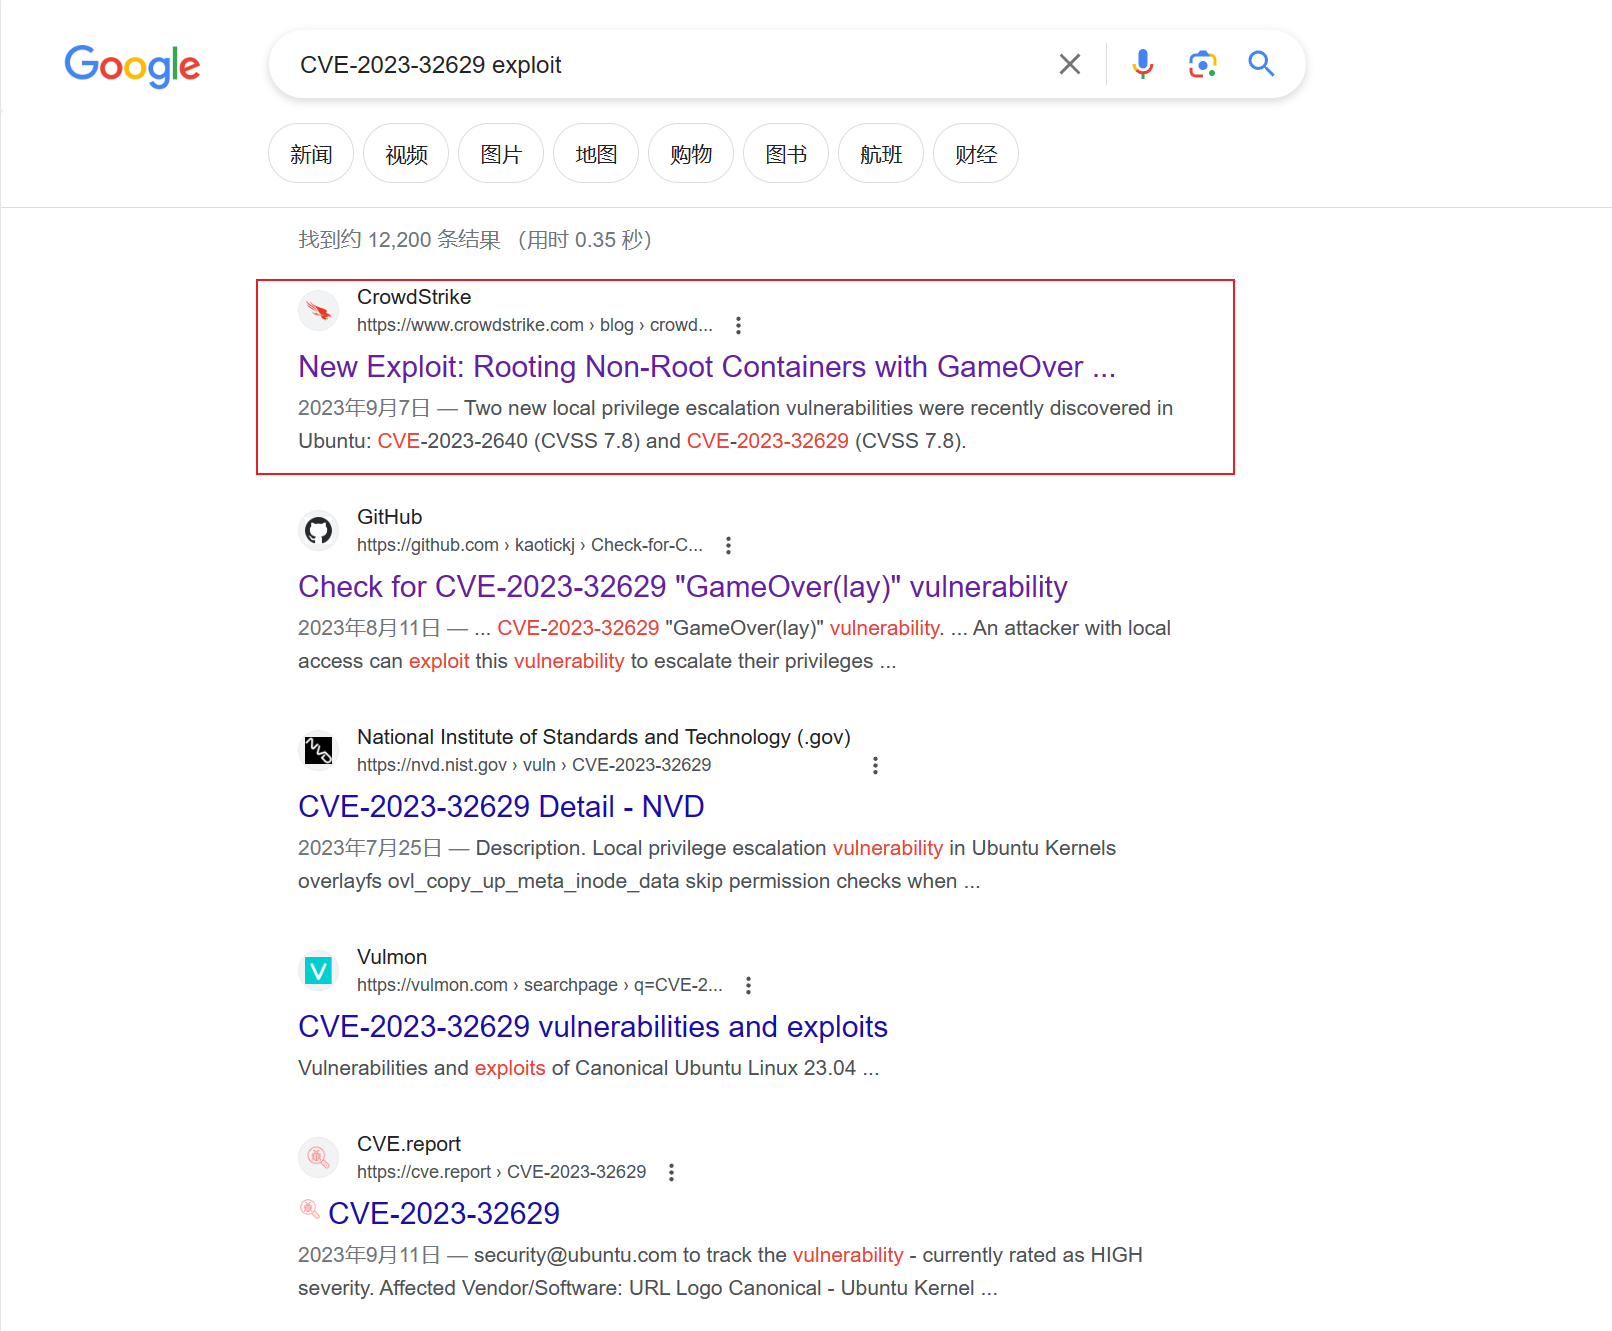 Google
CVE-2023-32629 exploit
新闻 视频 图片 地图 购物 图书 航班 财经
找到约 12,200 条结果 （用时 0.35 秒）
CrowdStrike
https://www.crowdstrike.com › blog › crowd...
New Exploit: Rooting Non-Root Containers with GameOver ...
2023年9月7日 — Two new local privilege escalation vulnerabilities were recently discovered in
Ubuntu: CVE-2023-2640 (CVSS 7.8) and CVE-2023-32629 (CVSS 7.8).
GitHub
https://github.com › kaotickj › Check-for-C...
Check for CVE-2023-32629 "GameOver(lay)" vulnerability
2023年8月11日 — ... CVE-2023-32629 "GameOver(lay)" vulnerability. ... An attacker with local
access can exploit this vulnerability to escalate their privileges ...
National Institute of Standards and Technology (.gov)
https://nvd.nist.gov › vuln › CVE-2023-32629
CVE-2023-32629 Detail - NVD
2023年7月25日 — Description. Local privilege escalation vulnerability in Ubuntu Kernels
overlayfs ovl_copy_up_meta_inode_data skip permission checks when ...
Vulmon
https://vulmon.com › searchpage › q=CVE-2...
CVE-2023-32629 vulnerabilities and exploits
Vulnerabilities and exploits of Canonical Ubuntu Linux 23.04 ...
CVE.report
https://cve.report › CVE-2023-32629
CVE-2023-32629
2023年9月11日 — security@ubuntu.com to track the vulnerability - currently rated as HIGH
severity. Affected Vendor/Software: URL Logo Canonical - Ubuntu Kernel ...